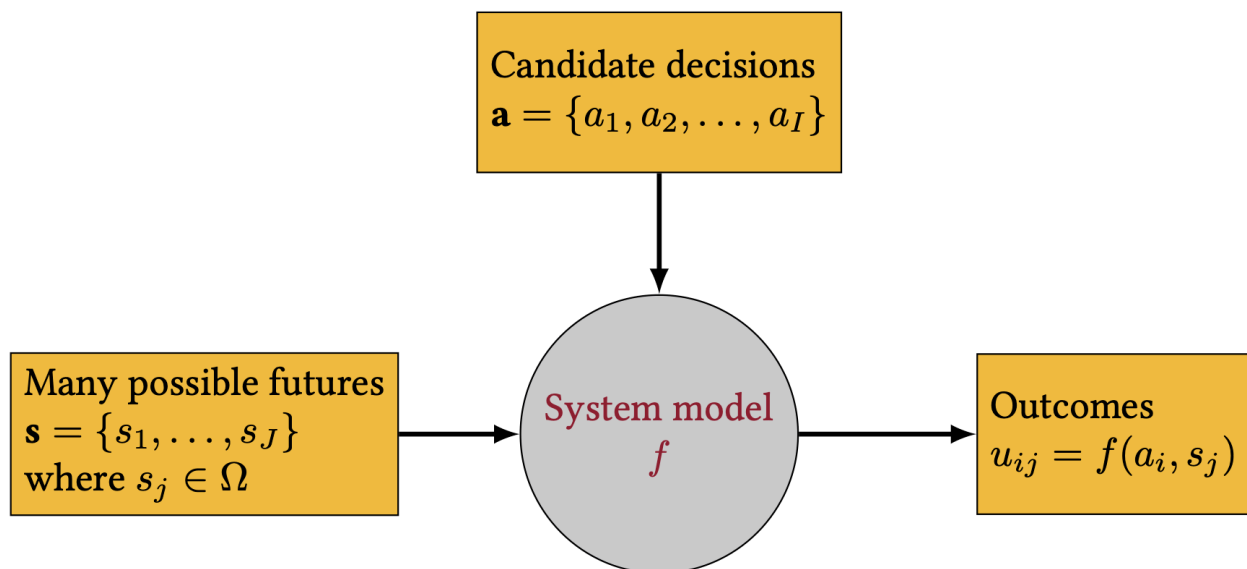 Candidate decisions
a = {a₁, a₂, . . . , a_I}
Many possible futures
s = {s₁, . . . , s_J}
where s_j ∈ Ω
System model
f
Outcomes
u_ij = f(a_i, s_j)